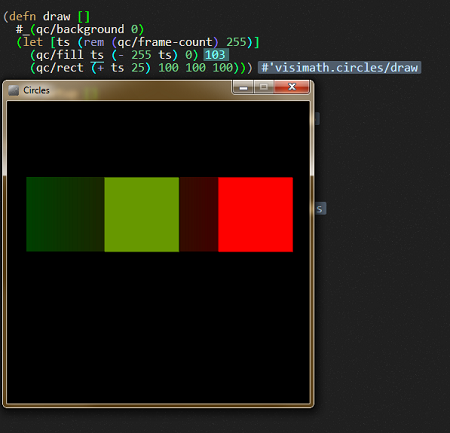 (defn draw []
#_(qc/background 0)
(let [ts (rem (qc/frame-count) 255)]
(qc/fill ts (- 255 ts) 0) 103
(qc/rect (+ ts 25) 100 100 100))) #'visimath.circles/draw
Circles
s